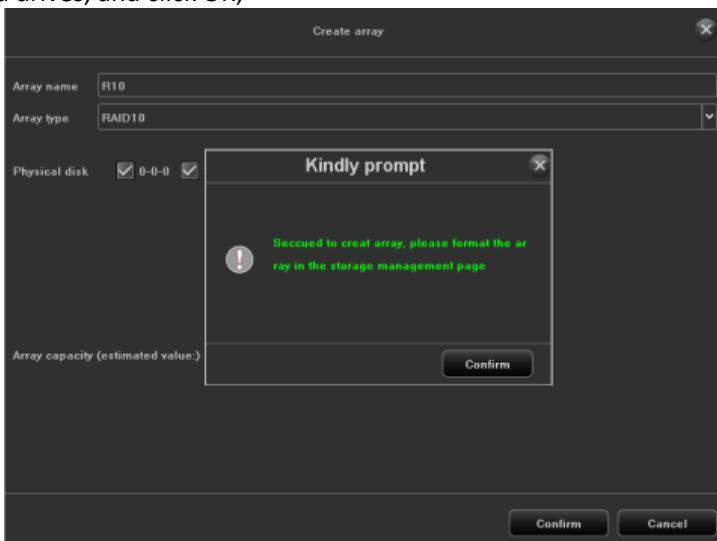 d drives, and click OK,
Create array
Array name R10
Array type RAID10
Physical disk 0-0-0
Kindly prompt
Seccued to creat array, please format the ar
ray in the storage management page
Array capacity (estimated value:)
Confirm
Confirm Cancel